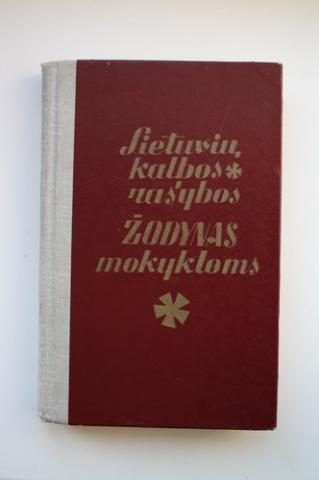 Lietuvių
kalbos*
rašybos
ŽODYNAS
mokykloms